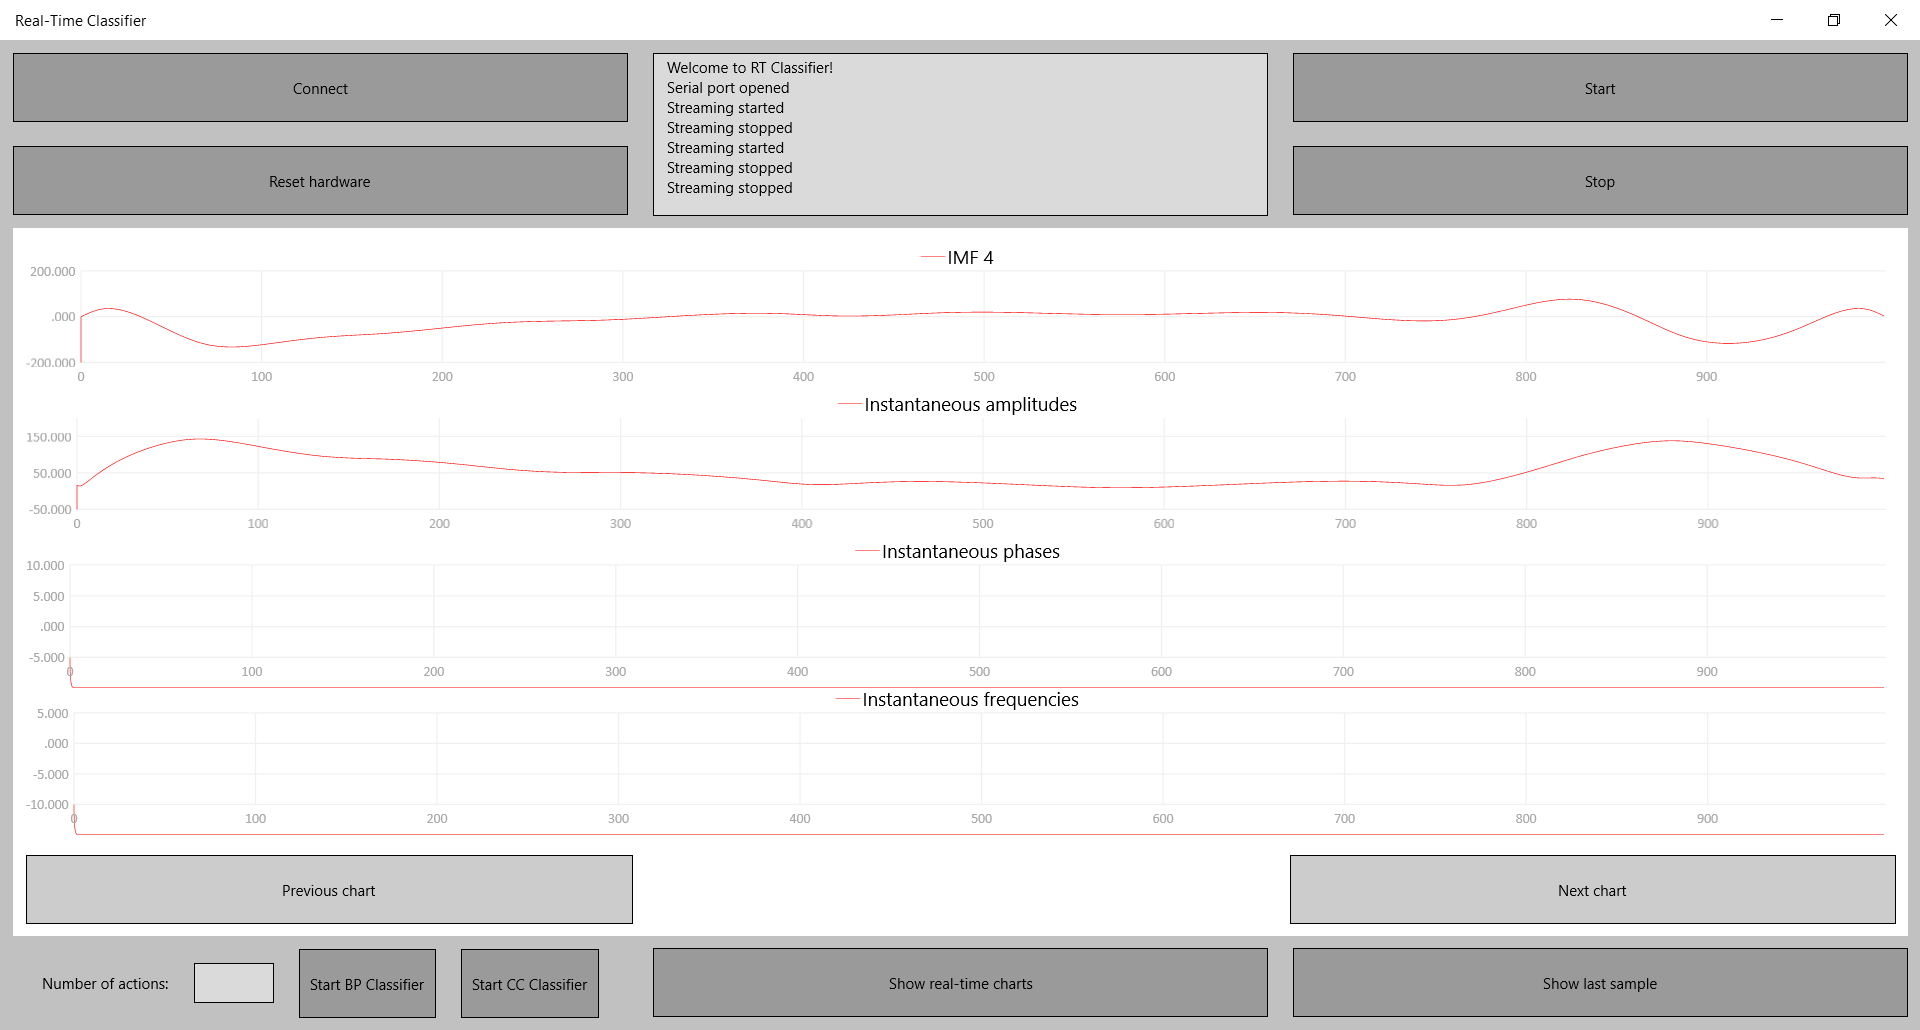 Real-Time Classifier
Connect
Reset hardware
Welcome to RT Classifier!
Serial port opened
Streaming started
Streaming stopped
Streaming started
Streaming stopped
Streaming stopped
Start
Stop
IMF 4
200.000
.000
-200.000
0 100 200 300 400 500 600 700 800 900
Instantaneous amplitudes
150.000
50.000
-50.000
0 100 200 300 400 500 600 700 800 900
Instantaneous phases
10.000
5.000
.000
-5.000
0 100 200 300 400 500 600 700 800 900
Instantaneous frequencies
5.000
.000
-5.000
-10.000
0 100 200 300 400 500 600 700 800 900
Previous chart
Next chart
Number of actions:
Start BP Classifier
Start CC Classifier
Show real-time charts
Show last sample